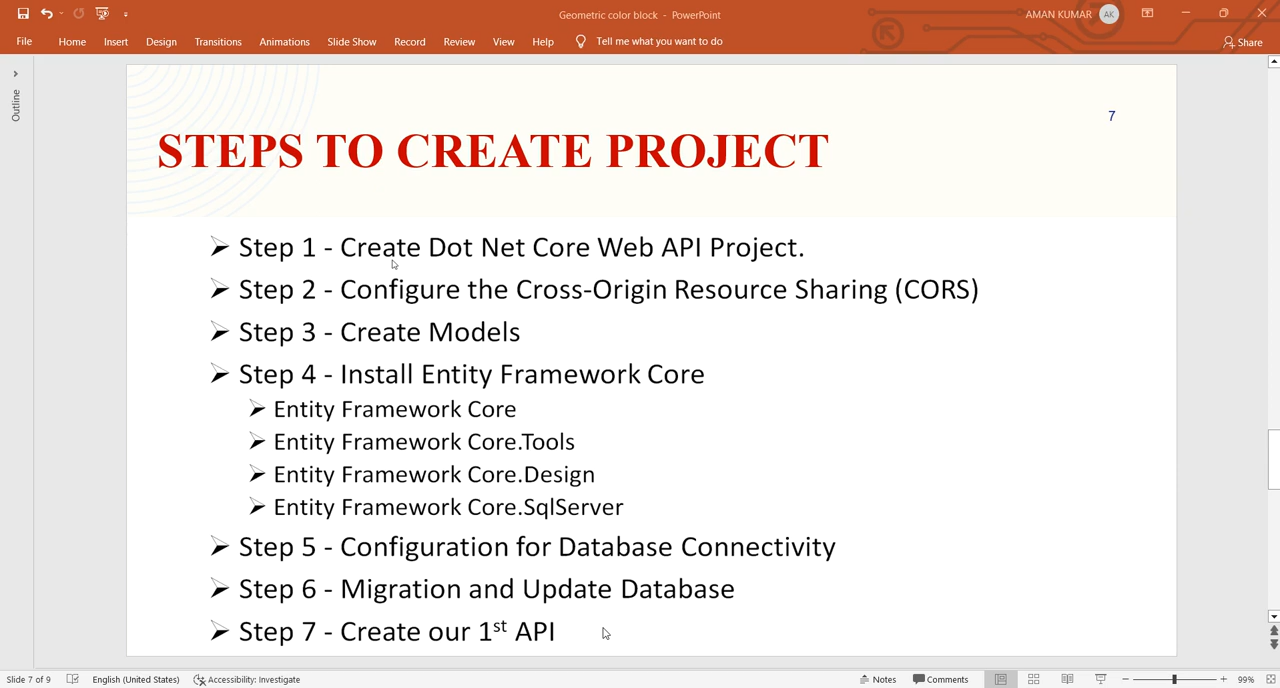 Geometric color block - PowerPoint
AMAN KUMAR AK
File Home Insert Design Transitions Animations Slide Show Record Review View Help Tell me what you want to do Share
Outline
7
STEPS TO CREATE PROJECT
➢ Step 1 - Create Dot Net Core Web API Project.
➢ Step 2 - Configure the Cross-Origin Resource Sharing (CORS)
➢ Step 3 - Create Models
➢ Step 4 - Install Entity Framework Core
➢ Entity Framework Core
➢ Entity Framework Core.Tools
➢ Entity Framework Core.Design
➢ Entity Framework Core.SqlServer
➢ Step 5 - Configuration for Database Connectivity
➢ Step 6 - Migration and Update Database
➢ Step 7 - Create our 1st API
Slide 7 of 9 English (United States) Accessibility: Investigate Notes Comments 99%